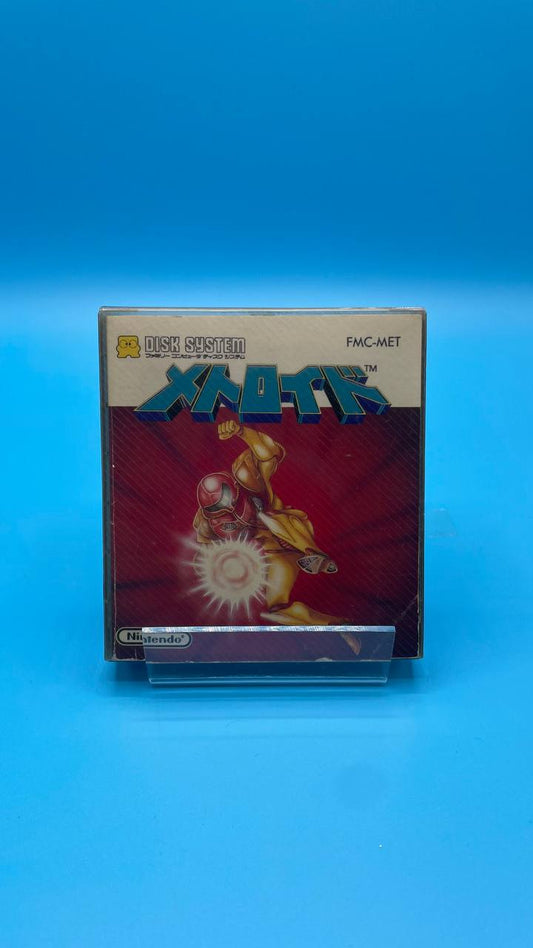 DISK SYSTEM
ファミリー コンピュータ ディスク システム
FMC-MET
メトロイド™
Nintendo®